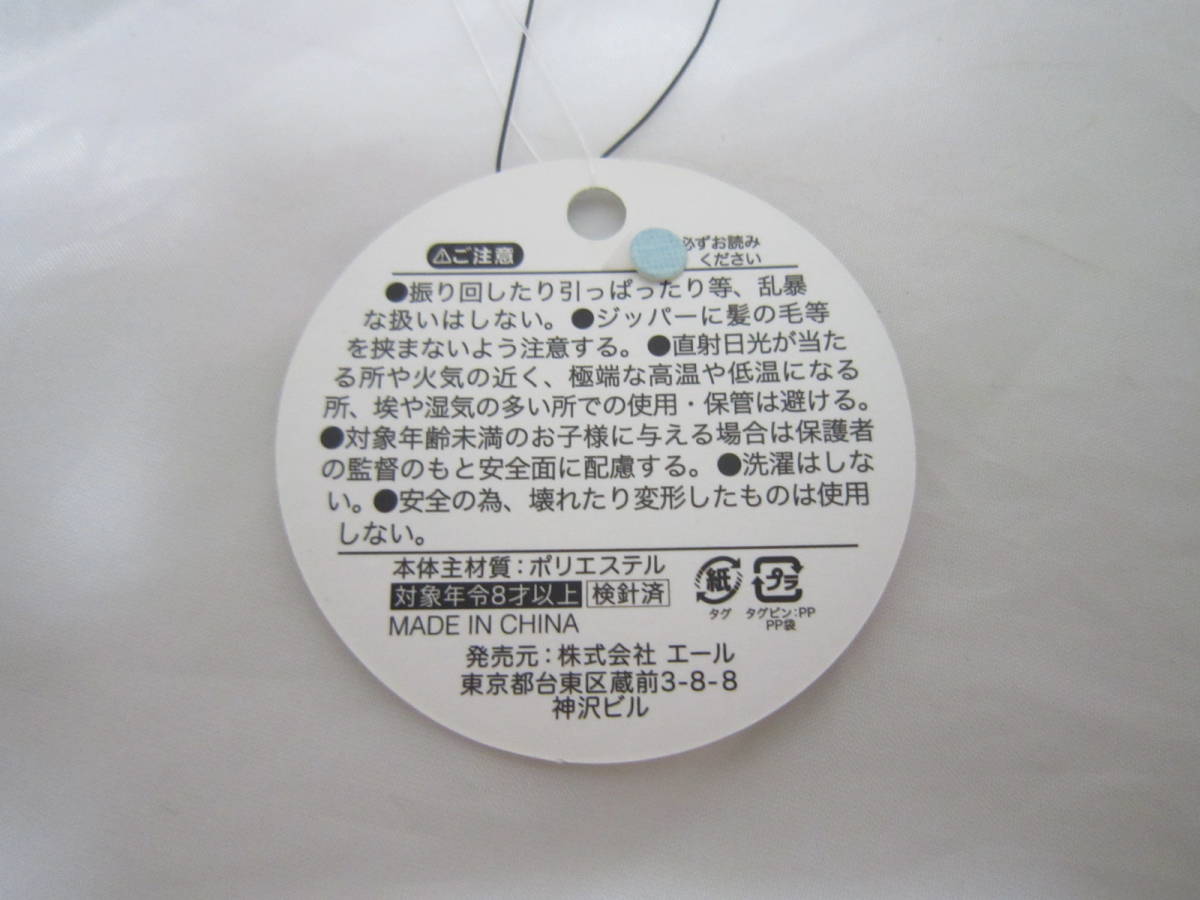 ⚠ご注意
必ずお読み
ください
●振り回したり引っぱったり等、乱暴
な扱いはしない。●ジッパーに髪の毛等
を挟まないよう注意する。●直射日光が当た
る所や火気の近く、極端な高温や低温になる
所、埃や湿気の多い所での使用・保管は避ける。
●対象年齢未満のお子様に与える場合は保護者
の監督のもと安全面に配慮する。●洗濯はしな
い。●安全の為、壊れたり変形したものは使用
しない。
本体主材質：ポリエステル
対象年令8才以上 検針済
MADE IN CHINA
紙
タグ
プラ
タグピン：PP
PP袋
発売元：株式会社 エール
東京都台東区蔵前3-8-8
神沢ビル